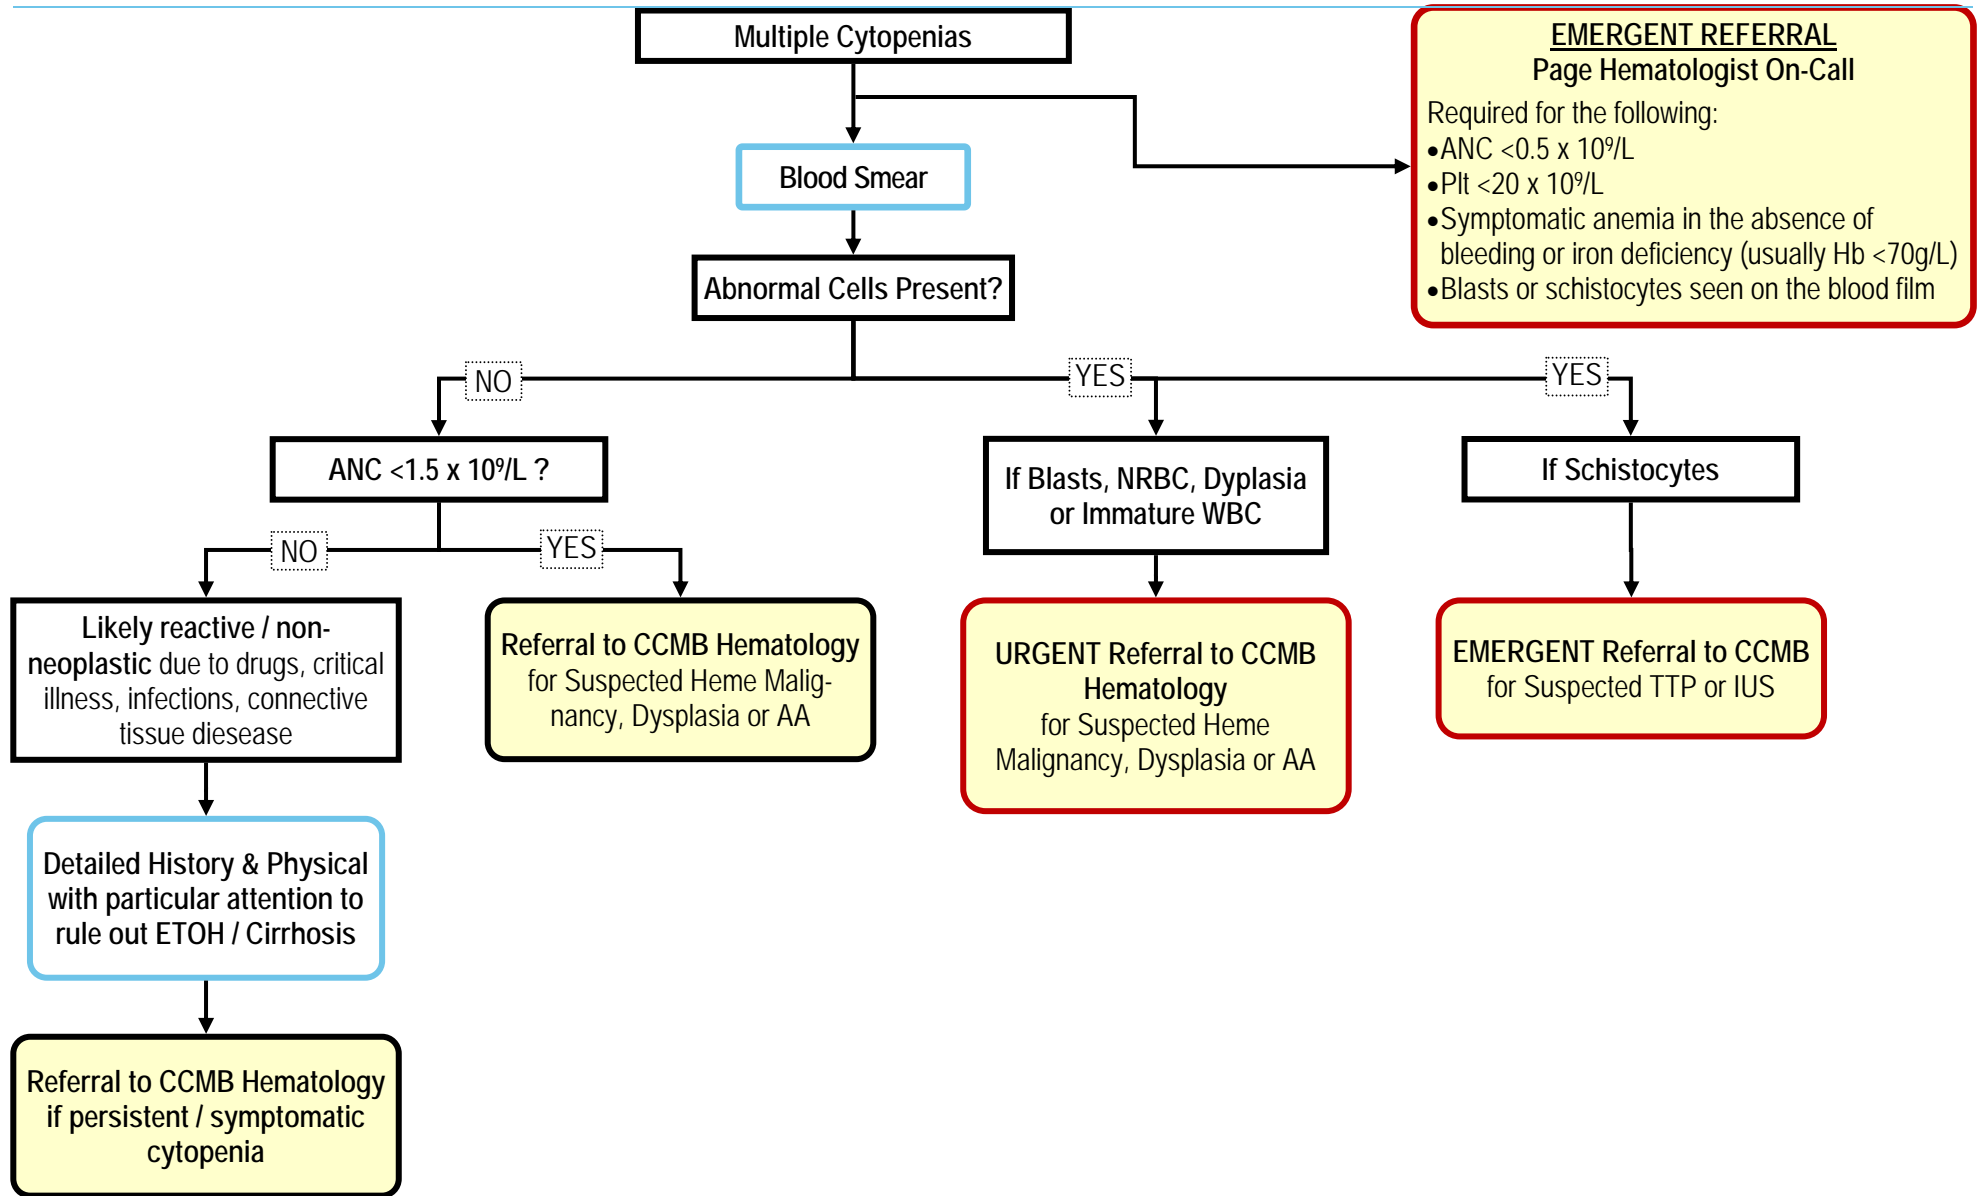 Multiple Cytopenias
EMERGENT REFERRAL
Page Hematologist On-Call
Required for the following:
•ANC <0.5 x 10⁹/L
•Plt <20 x 10⁹/L
•Symptomatic anemia in the absence of
bleeding or iron deficiency (usually Hb <70g/L)
•Blasts or schistocytes seen on the blood film
Blood Smear
Abnormal Cells Present?
NO
YES
YES
ANC <1.5 x 10⁹/L ?
If Blasts, NRBC, Dyplasia
or Immature WBC
If Schistocytes
NO
YES
Likely reactive / non-
neoplastic due to drugs, critical
illness, infections, connective
tissue diesease
Referral to CCMB Hematology
for Suspected Heme Malig-
nancy, Dysplasia or AA
URGENT Referral to CCMB
Hematology
for Suspected Heme
Malignancy, Dysplasia or AA
EMERGENT Referral to CCMB
for Suspected TTP or IUS
Detailed History & Physical
with particular attention to
rule out ETOH / Cirrhosis
Referral to CCMB Hematology
if persistent / symptomatic
cytopenia